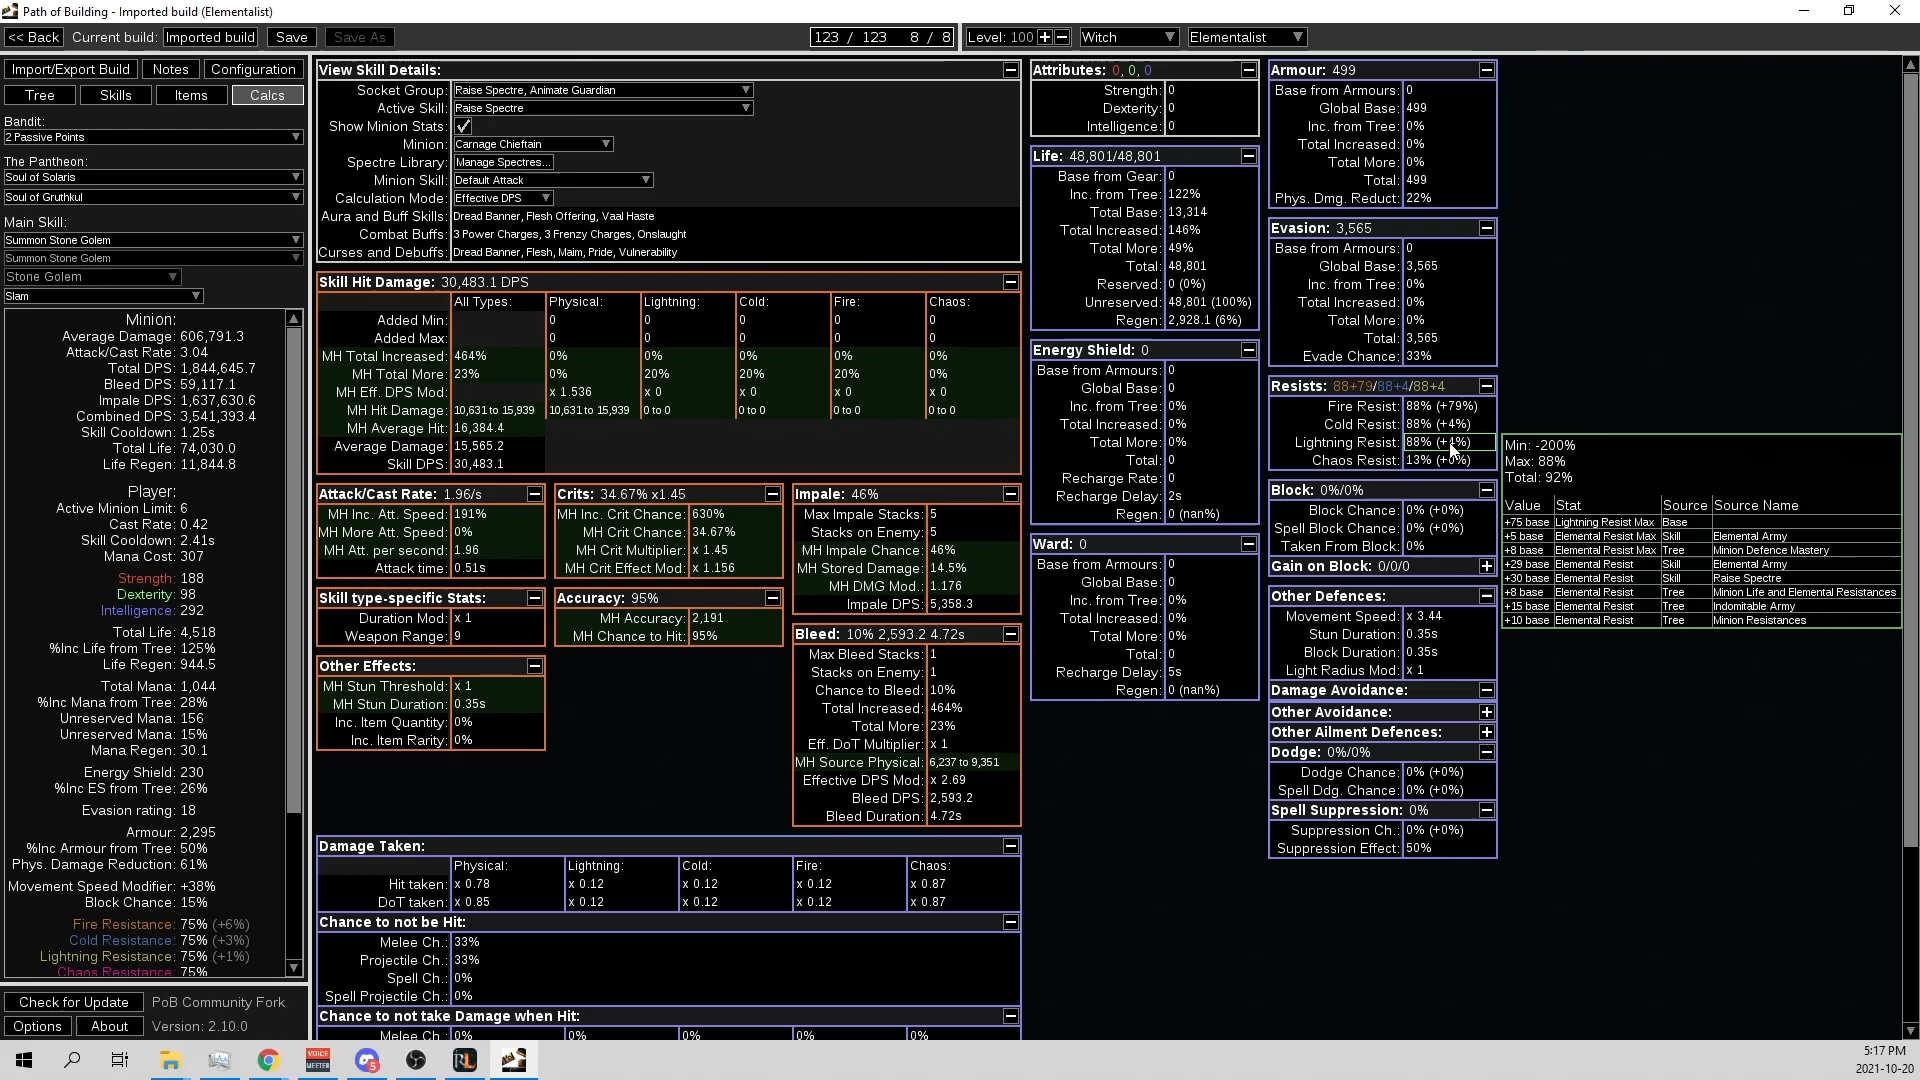 Path of Building - Imported build (Elementalist)
<< Back
Current build: Imported build
Save
Save As
123 / 123 8 / 8
Level: 100
Witch
Elementalist
Import/Export Build
Notes
Configuration
Tree
Skills
Items
Calcs
Bandit:
2 Passive Points
The Pantheon:
Soul of Solaris
Soul of Gruthkul
Main Skill:
Summon Stone Golem
Summon Stone Golem
Stone Golem
Slam
Minion:
Average Damage: 606,791.3
Attack/Cast Rate: 3.04
Total DPS: 1,844,645.7
Bleed DPS: 59,117.1
Impale DPS: 1,637,630.6
Combined DPS: 3,541,393.4
Skill Cooldown: 1.25s
Total Life: 74,030.0
Life Regen: 11,844.8
Player:
Active Minion Limit: 6
Cast Rate: 0.42
Skill Cooldown: 2.41s
Mana Cost: 307
Strength: 188
Dexterity: 98
Intelligence: 292
Total Life: 4,518
%Inc Life from Tree: 125%
Life Regen: 944.5
Total Mana: 1,044
%Inc Mana from Tree: 28%
Unreserved Mana: 156
Unreserved Mana: 15%
Mana Regen: 30.1
Energy Shield: 230
%Inc ES from Tree: 26%
Evasion rating: 18
Armour: 2,295
%Inc Armour from Tree: 50%
Phys. Damage Reduction: 61%
Movement Speed Modifier: +38%
Block Chance: 15%
Fire Resistance: 75% (+6%)
Cold Resistance: 75% (+3%)
Lightning Resistance: 75% (+1%)
Chaos Resistance: 75%
Check for Update
PoB Community Fork
Options
About
Version: 2.10.0
View Skill Details:
Socket Group: Raise Spectre, Animate Guardian
Active Skill: Raise Spectre
Show Minion Stats:
Minion: Carnage Chieftain
Spectre Library: Manage Spectres...
Minion Skill: Default Attack
Calculation Mode: Effective DPS
Aura and Buff Skills: Dread Banner, Flesh Offering, Vaal Haste
Combat Buffs: 3 Power Charges, 3 Frenzy Charges, Onslaught
Curses and Debuffs: Dread Banner, Flesh, Maim, Pride, Vulnerability
Skill Hit Damage: 30,483.1 DPS
All Types: Physical: Lightning: Cold: Fire: Chaos:
Added Min: 0 0 0 0 0
Added Max: 0 0 0 0 0
MH Total Increased: 464% 0% 0% 0% 0% 0%
MH Total More: 23% 0% 20% 20% 20% 0%
MH Eff. DPS Mod: x 1.536 x 0 x 0 x 0 x 0
MH Hit Damage: 10,631 to 15,939 10,631 to 15,939 0 to 0 0 to 0 0 to 0 0 to 0
MH Average Hit: 16,384.4
Average Damage: 15,565.2
Skill DPS: 30,483.1
Attack/Cast Rate: 1.96/s
MH Inc. Att. Speed: 191%
MH More Att. Speed: 0%
MH Att. per second: 1.96
Attack time: 0.51s
Crits: 34.67% x1.45
MH Inc. Crit Chance: 630%
MH Crit Chance: 34.67%
MH Crit Multiplier: x 1.45
MH Crit Effect Mod: x 1.156
Impale: 46%
Max Impale Stacks: 5
Stacks on Enemy: 5
MH Impale Chance: 46%
MH Stored Damage: 14.5%
MH DMG Mod: 1.176
Impale DPS: 5,358.3
Skill type-specific Stats:
Duration Mod: x 1
Weapon Range: 9
Accuracy: 95%
MH Accuracy: 2,191
MH Chance to Hit: 95%
Other Effects:
MH Stun Threshold: x 1
MH Stun Duration: 0.35s
Inc. Item Quantity: 0%
Inc. Item Rarity: 0%
Bleed: 10% 2,593.2 4.72s
Max Bleed Stacks: 1
Stacks on Enemy: 1
Chance to Bleed: 10%
Total Increased: 464%
Total More: 23%
Eff. DoT Multiplier: x 1
MH Source Physical: 6,237 to 9,351
Effective DPS Mod: x 2.69
Bleed DPS: 2,593.2
Bleed Duration: 4.72s
Damage Taken:
Physical: Lightning: Cold: Fire: Chaos:
Hit taken: x 0.78 x 0.12 x 0.12 x 0.12 x 0.87
DoT taken: x 0.85 x 0.12 x 0.12 x 0.12 x 0.87
Chance to not be Hit:
Melee Ch.: 33%
Projectile Ch.: 33%
Spell Ch.: 0%
Spell Projectile Ch.: 0%
Chance to not take Damage when Hit:
Melee Ch.: 0% 0% 0% 0% 0%
Attributes: 0, 0, 0
Strength: 0
Dexterity: 0
Intelligence: 0
Life: 48,801/48,801
Base from Gear: 0
Inc. from Tree: 122%
Total Base: 13,314
Total Increased: 146%
Total More: 49%
Total: 48,801
Reserved: 0 (0%)
Unreserved: 48,801 (100%)
Regen: 2,928.1 (6%)
Energy Shield: 0
Base from Armours: 0
Global Base: 0
Inc. from Tree: 0%
Total Increased: 0%
Total More: 0%
Total: 0
Recharge Rate: 0
Recharge Delay: 2s
Regen: 0 (nan%)
Ward: 0
Base from Armours: 0
Global Base: 0
Inc. from Tree: 0%
Total Increased: 0%
Total More: 0%
Total: 0
Recharge Delay: 5s
Regen: 0 (nan%)
Armour: 499
Base from Armours: 0
Global Base: 499
Inc. from Tree: 0%
Total Increased: 0%
Total More: 0%
Total: 499
Phys. Dmg. Reduct: 22%
Evasion: 3,565
Base from Armours: 0
Global Base: 3,565
Inc. from Tree: 0%
Total Increased: 0%
Total More: 0%
Total: 3,565
Evade Chance: 33%
Resists: 88+79/88+4/88+4
Fire Resist: 88% (+79%)
Cold Resist: 88% (+4%)
Lightning Resist: 88% (+4%)
Chaos Resist: 13% (+0%)
Block: 0%/0%
Block Chance: 0% (+0%)
Spell Block Chance: 0% (+0%)
Taken From Block: 0%
Gain on Block: 0/0/0
Other Defences:
Movement Speed: x 3.44
Stun Duration: 0.35s
Block Duration: 0.35s
Light Radius Mod: x 1
Damage Avoidance:
Other Avoidance:
Other Ailment Defences:
Dodge: 0%/0%
Dodge Chance: 0% (+0%)
Spell Ddg. Chance: 0% (+0%)
Spell Suppression: 0%
Suppression Ch.: 0% (+0%)
Suppression Effect: 50%
Min: -200%
Max: 88%
Total: 92%
Value Stat Source Source Name
+75 base Lightning Resist Max Base
+5 base Elemental Resist Max Skill Elemental Army
+8 base Elemental Resist Max Tree Minion Defence Mastery
+29 base Elemental Resist Skill Elemental Army
+30 base Elemental Resist Skill Raise Spectre
+8 base Elemental Resist Tree Minion Life and Elemental Resistances
+15 base Elemental Resist Tree Indomitable Army
+10 base Elemental Resist Tree Minion Resistances
VOICE
MEETER
5
RL
5:17 PM
2021-10-20